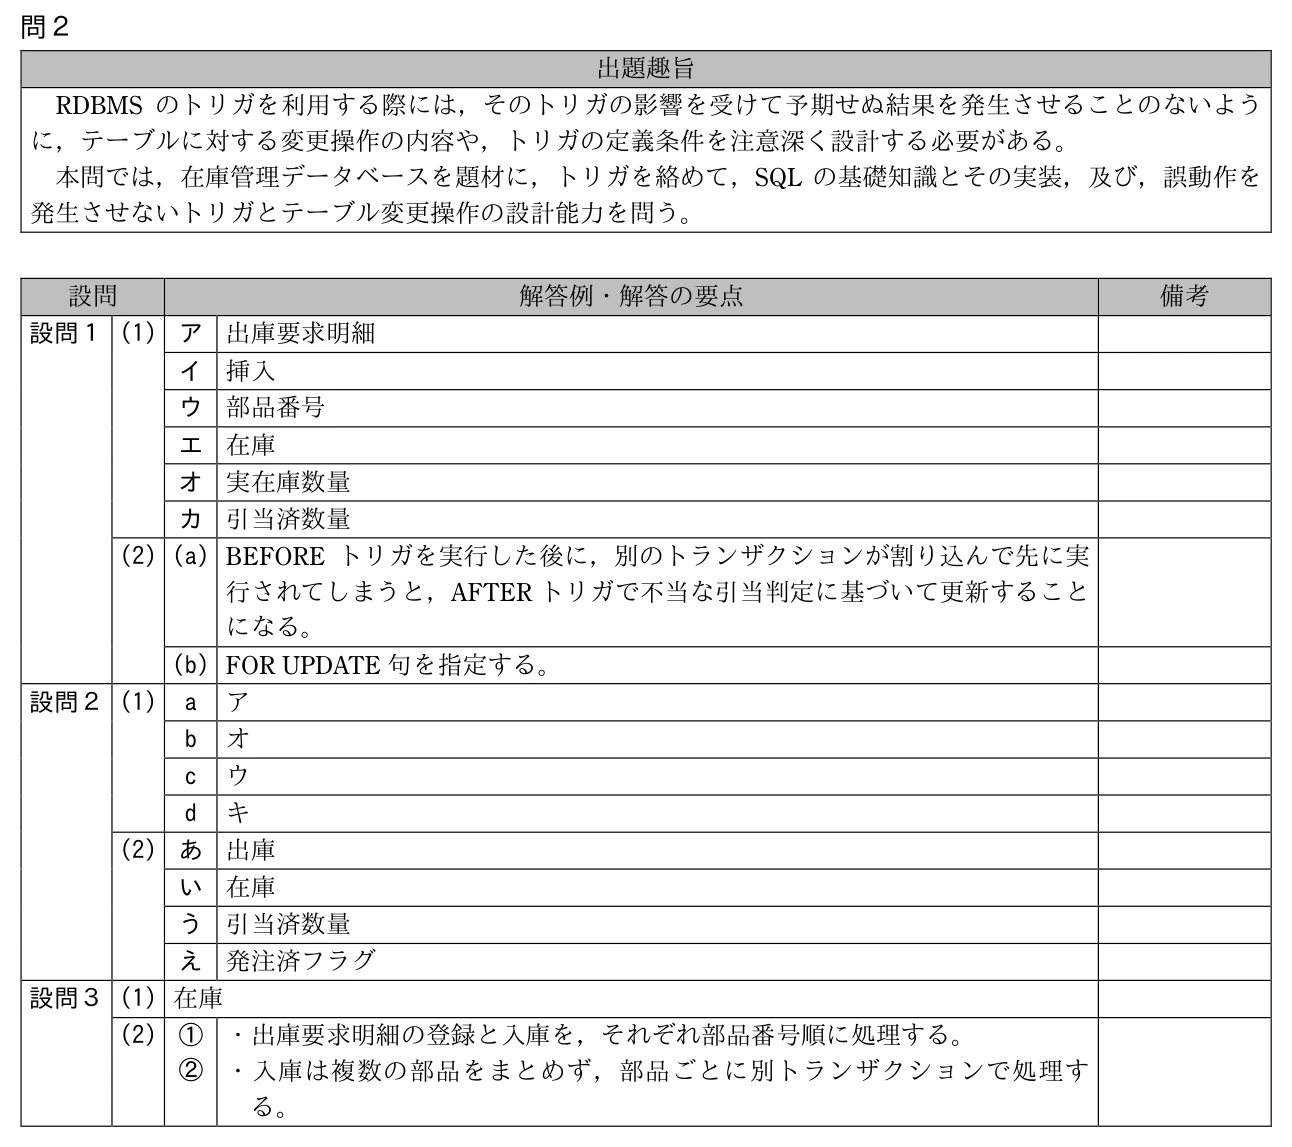 問2
出題趣旨
RDBMS のトリガを利用する際には，そのトリガの影響を受けて予期せぬ結果を発生させることのないよう
に，テーブルに対する変更操作の内容や，トリガの定義条件を注意深く設計する必要がある。
本問では，在庫管理データベースを題材に，トリガを絡めて，SQL の基礎知識とその実装，及び，誤動作を
発生させないトリガとテーブル変更操作の設計能力を問う。
設問 解答例・解答の要点 備考
設問1 (1) ア 出庫要求明細
イ 挿入
ウ 部品番号
エ 在庫
オ 実在庫数量
カ 引当済数量
(2) (a) BEFORE トリガを実行した後に，別のトランザクションが割り込んで先に実
行されてしまうと，AFTER トリガで不当な引当判定に基づいて更新すること
になる。
(b) FOR UPDATE 句を指定する。
設問2 (1) a ア
b オ
c ウ
d キ
(2) あ 出庫
い 在庫
う 引当済数量
え 発注済フラグ
設問3 (1) 在庫
(2) ① ・出庫要求明細の登録と入庫を，それぞれ部品番号順に処理する。
② ・入庫は複数の部品をまとめず，部品ごとに別トランザクションで処理す
る。